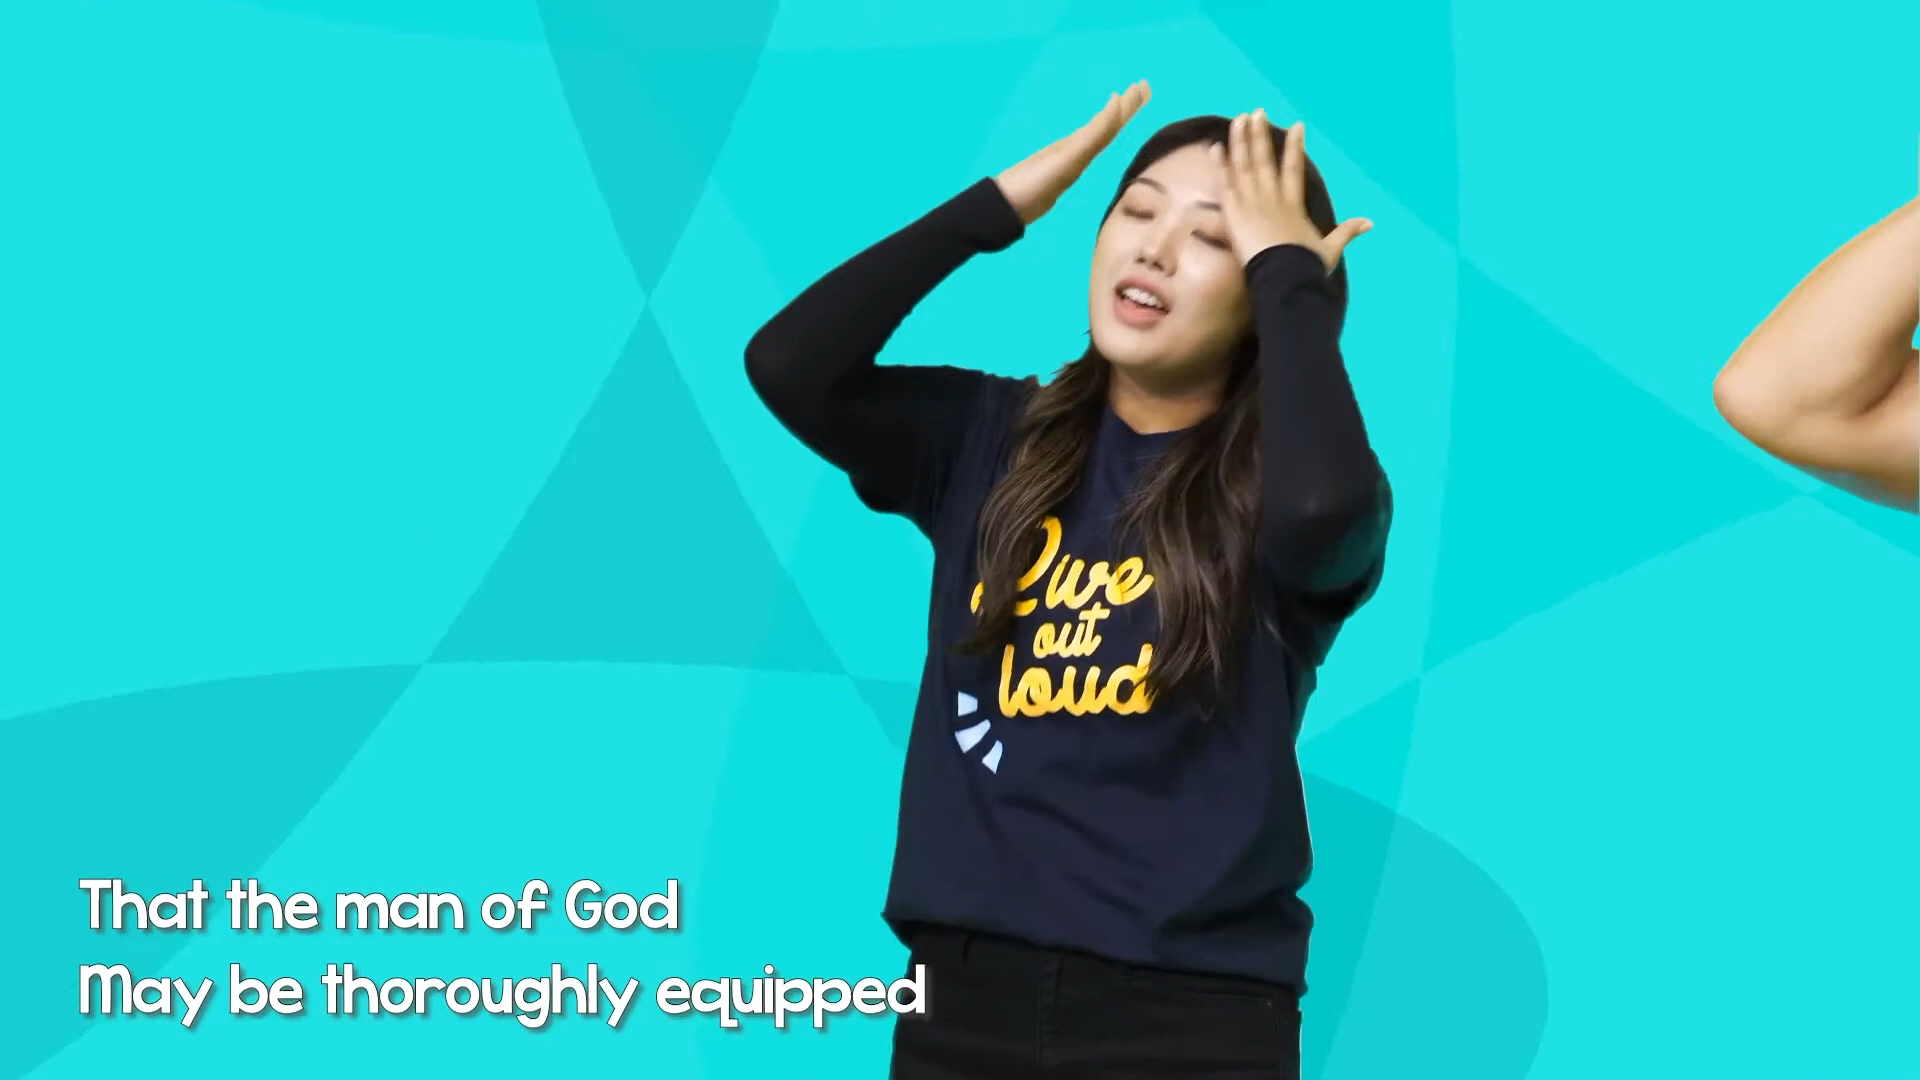 Live
out
loud
That the man of God
May be thoroughly equipped